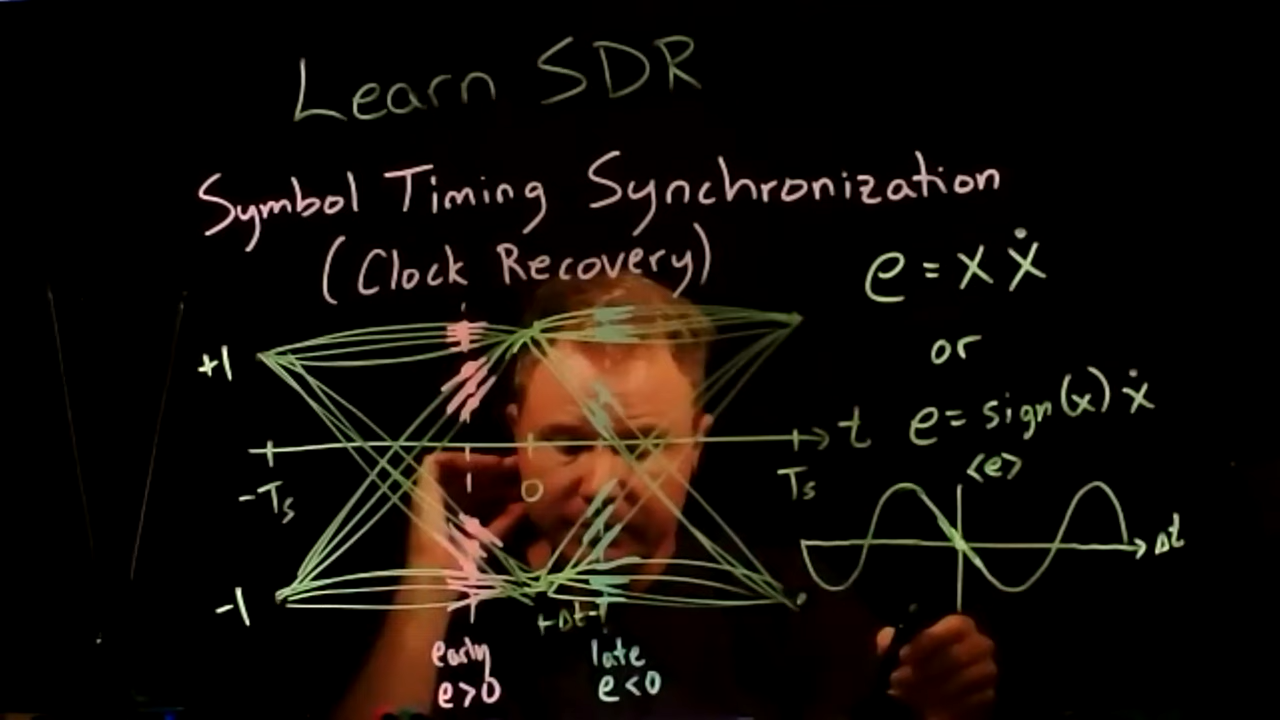 Learn SDR
Symbol Timing Synchronization
(Clock Recovery)
e = x ẋ
or
e = sign(x) ẋ
<e>
+1
t
-Ts
0
Ts
Δt
-1
Δt
early
e>0
late
e<0